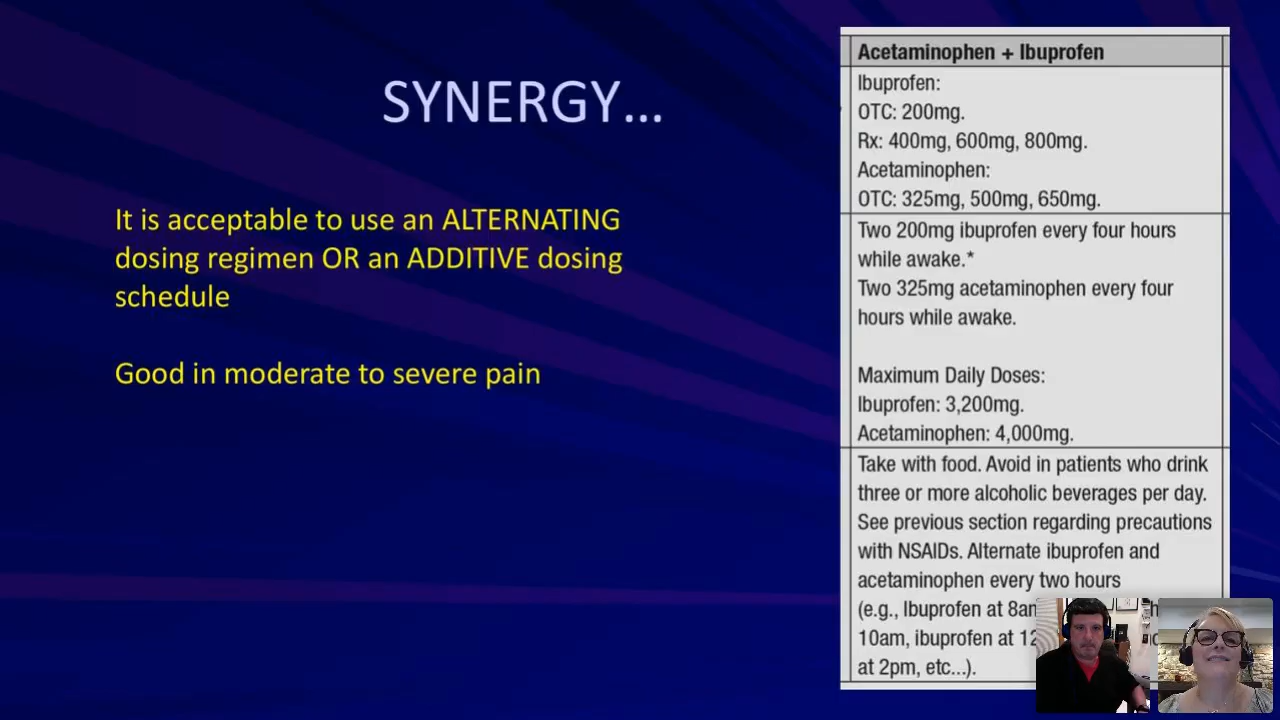 SYNERGY...
It is acceptable to use an ALTERNATING
dosing regimen OR an ADDITIVE dosing
schedule
Good in moderate to severe pain
Acetaminophen + Ibuprofen
Ibuprofen:
OTC: 200mg.
Rx: 400mg, 600mg, 800mg.
Acetaminophen:
OTC: 325mg, 500mg, 650mg.
Two 200mg ibuprofen every four hours
while awake.*
Two 325mg acetaminophen every four
hours while awake.
Maximum Daily Doses:
Ibuprofen: 3,200mg.
Acetaminophen: 4,000mg.
Take with food. Avoid in patients who drink
three or more alcoholic beverages per day.
See previous section regarding precautions
with NSAIDs. Alternate ibuprofen and
acetaminophen every two hours
(e.g., Ibuprofen at
10am, ibuprofen at
at 2pm, etc...).